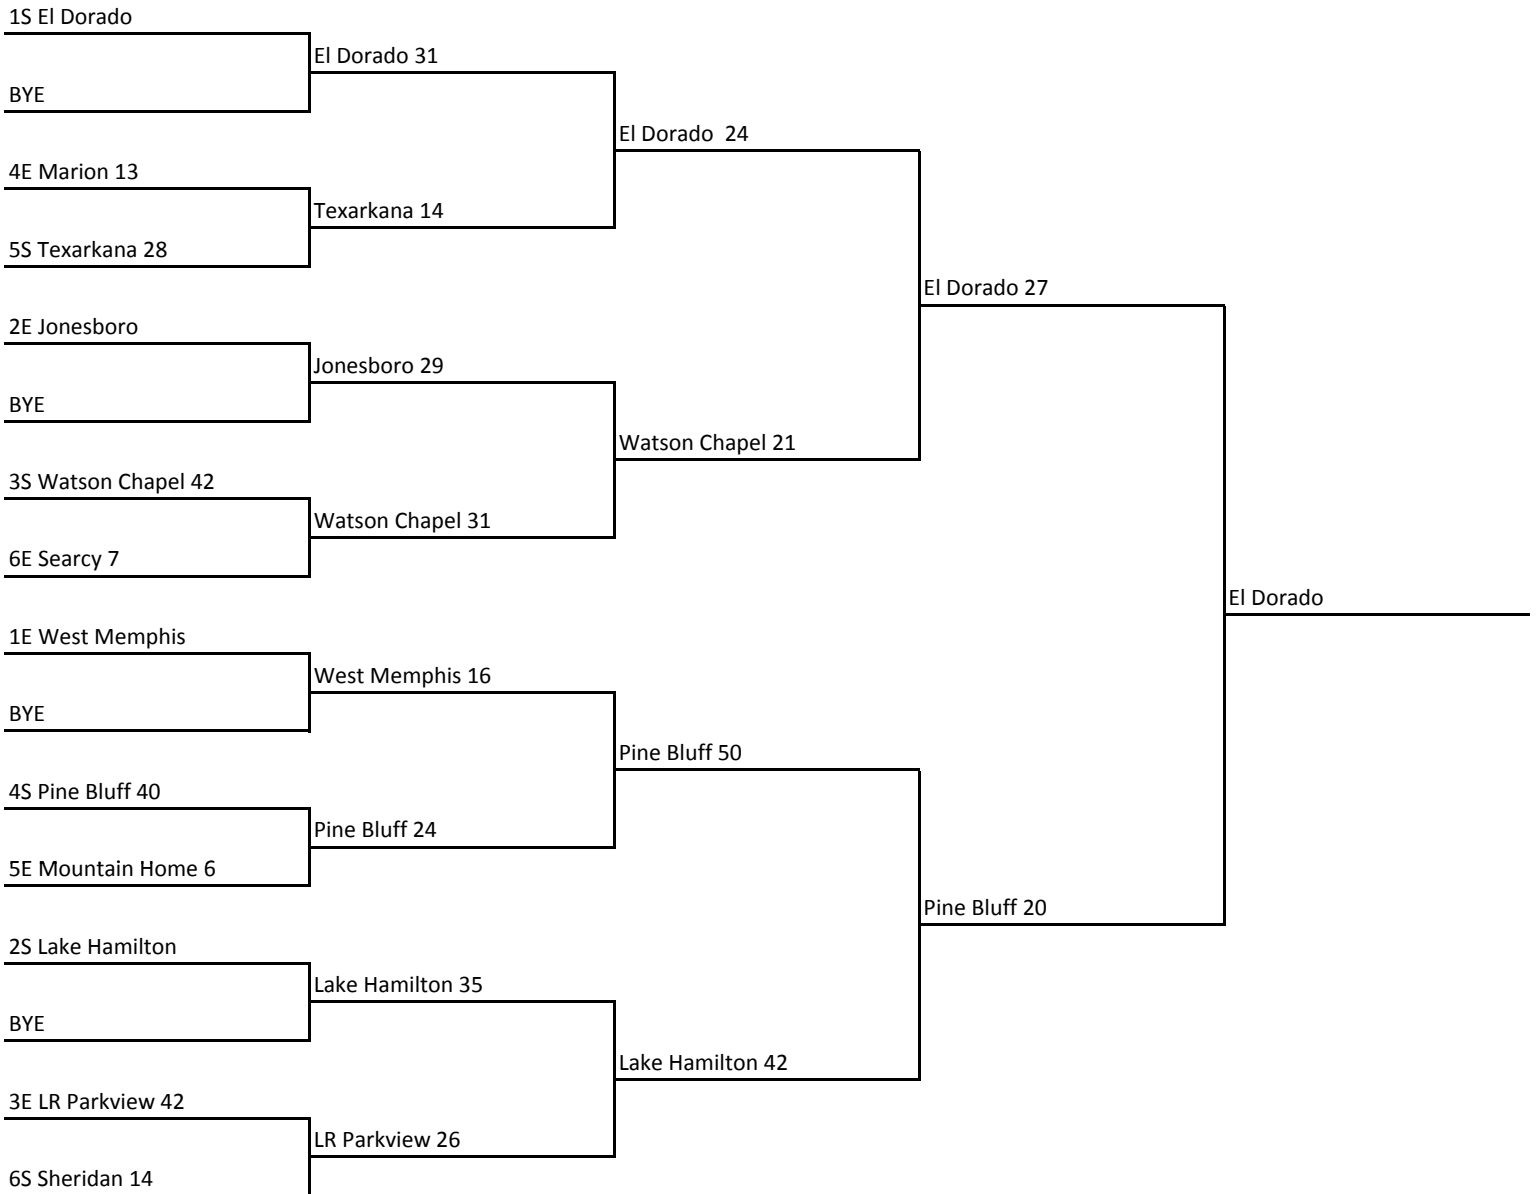 1S El Dorado
El Dorado 31
BYE
El Dorado  24
4E Marion 13
Texarkana 14
5S Texarkana 28
El Dorado 27
2E Jonesboro
Jonesboro 29
BYE
Watson Chapel 21
3S Watson Chapel 42
Watson Chapel 31
6E Searcy 7
El Dorado
1E West Memphis
West Memphis 16
BYE
Pine Bluff 50
4S Pine Bluff 40
Pine Bluff 24
5E Mountain Home 6
Pine Bluff 20
2S Lake Hamilton
Lake Hamilton 35
BYE
Lake Hamilton 42
3E LR Parkview 42
LR Parkview 26
6S Sheridan 14